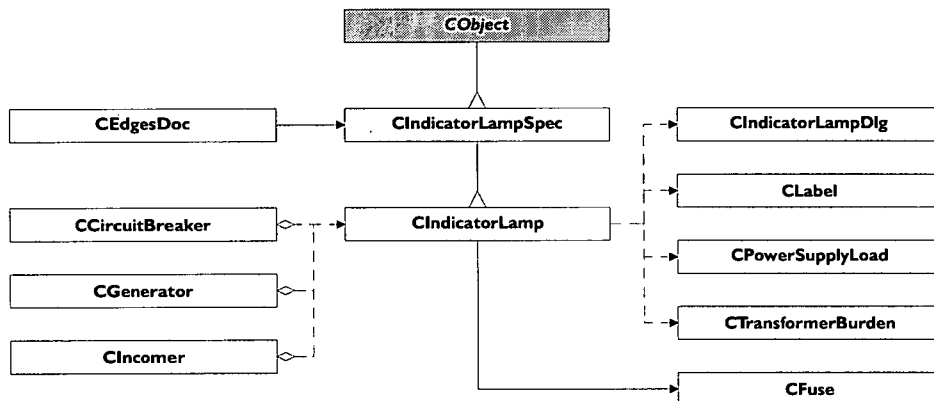 CObject
CEdgesDoc
CIndicatorLampSpec
CIndicatorLampDlg
CLabel
CCircuitBreaker
CIndicatorLamp
CPowerSupplyLoad
CGenerator
CTransformerBurden
CIncomer
CFuse